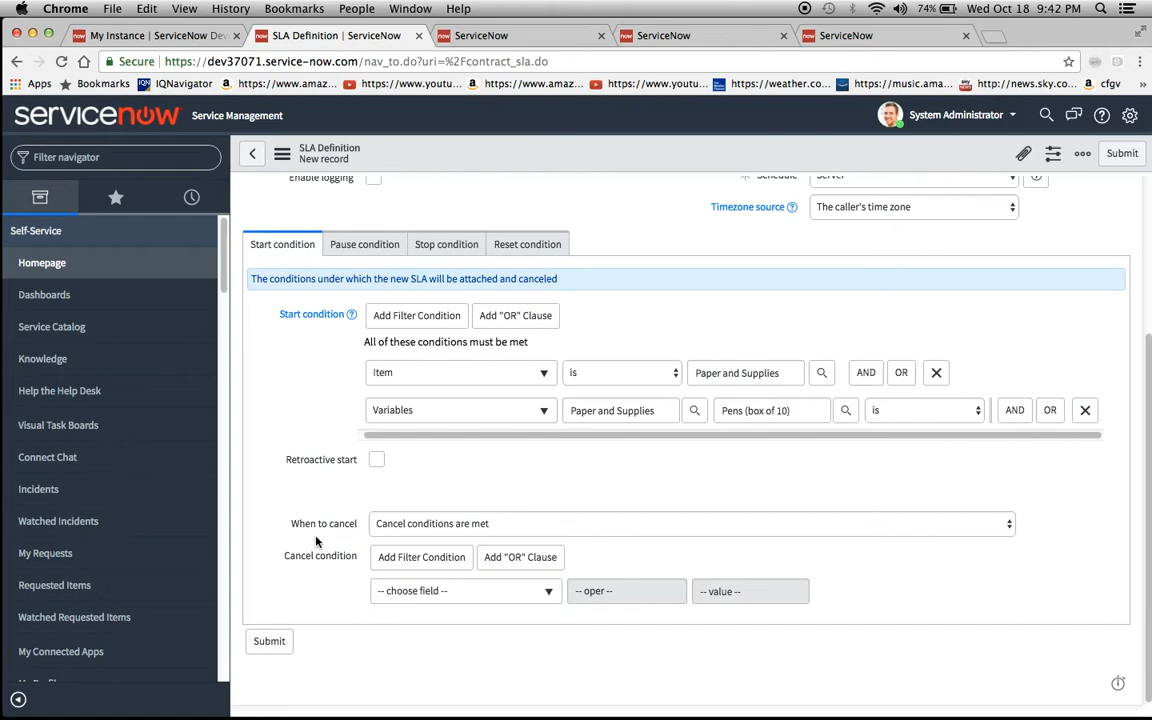 Chrome File Edit View History Bookmarks People Window Help 74% Wed Oct 18 9:42 PM
My Instance | ServiceNow Dev SLA Definition | ServiceNow ServiceNow ServiceNow ServiceNow
Secure https://dev37071.service-now.com/nav_to.do?uri=%2Fcontract_sla.do
Apps Bookmarks IQN IQNavigator https://www.amaz... https://www.youtu... https://www.amaz... https://www.youtu... https://weather.co... https://music.ama... http://news.sky.co... cfgv »
servicenow Service Management System Administrator
Filter navigator
SLA Definition
New record
Submit
Self-Service
Homepage
Dashboards
Service Catalog
Knowledge
Help the Help Desk
Visual Task Boards
Connect Chat
Incidents
Watched Incidents
My Requests
Requested Items
Watched Requested Items
My Connected Apps
Enable logging
Schedule Server
Timezone source The caller's time zone
Start condition Pause condition Stop condition Reset condition
The conditions under which the new SLA will be attached and canceled
Start condition Add Filter Condition Add "OR" Clause
All of these conditions must be met
Item is Paper and Supplies AND OR
Variables Paper and Supplies Pens (box of 10) is AND OR
Retroactive start
When to cancel Cancel conditions are met
Cancel condition Add Filter Condition Add "OR" Clause
-- choose field -- -- oper -- -- value --
Submit